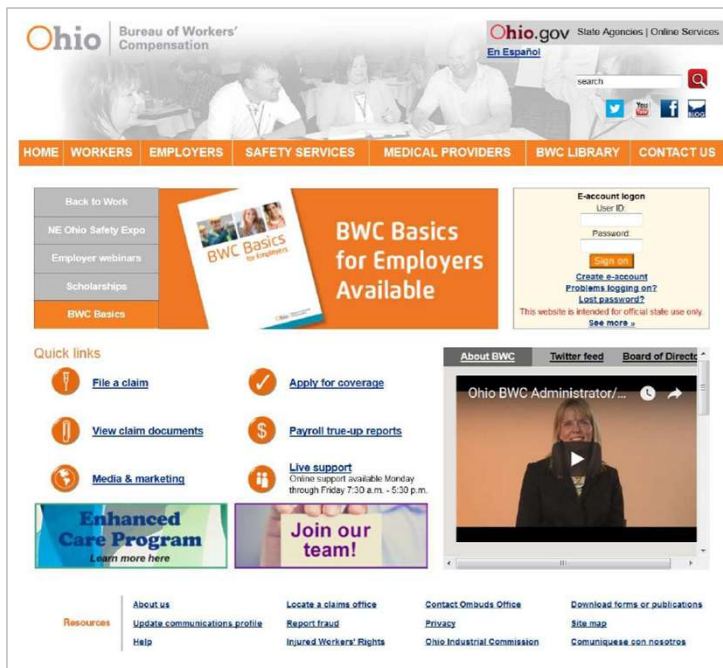 Ohio
Bureau of Workers'
Compensation
Ohio.gov State Agencies | Online Services
En Español
search
You
Tube
BLOG
HOME WORKERS EMPLOYERS SAFETY SERVICES MEDICAL PROVIDERS BWC LIBRARY CONTACT US
Back to Work
NE Ohio Safety Expo
Employer webinars
Scholarships
BWC Basics
BWC Basics
for Employers
Ohio
BWC Basics
for Employers
Available
E-account logon
User ID:
Password:
Sign on
Create e-account
Problems logging on?
Lost password?
This website is intended for official state use only.
See more »
Quick links
File a claim
Apply for coverage
View claim documents
Payroll true-up reports
Media & marketing
Live support
Online support available Monday
through Friday 7:30 a.m. - 5:30 p.m.
About BWC Twitter feed Board of Directo
Ohio BWC Administrator/...
Enhanced
Care Program
Learn more here
Join our
team!
Resources
About us Locate a claims office Contact Ombuds Office Download forms or publications
Update communications profile Report fraud Privacy Site map
Help Injured Workers' Rights Ohio Industrial Commission Comuniquese con nosotros